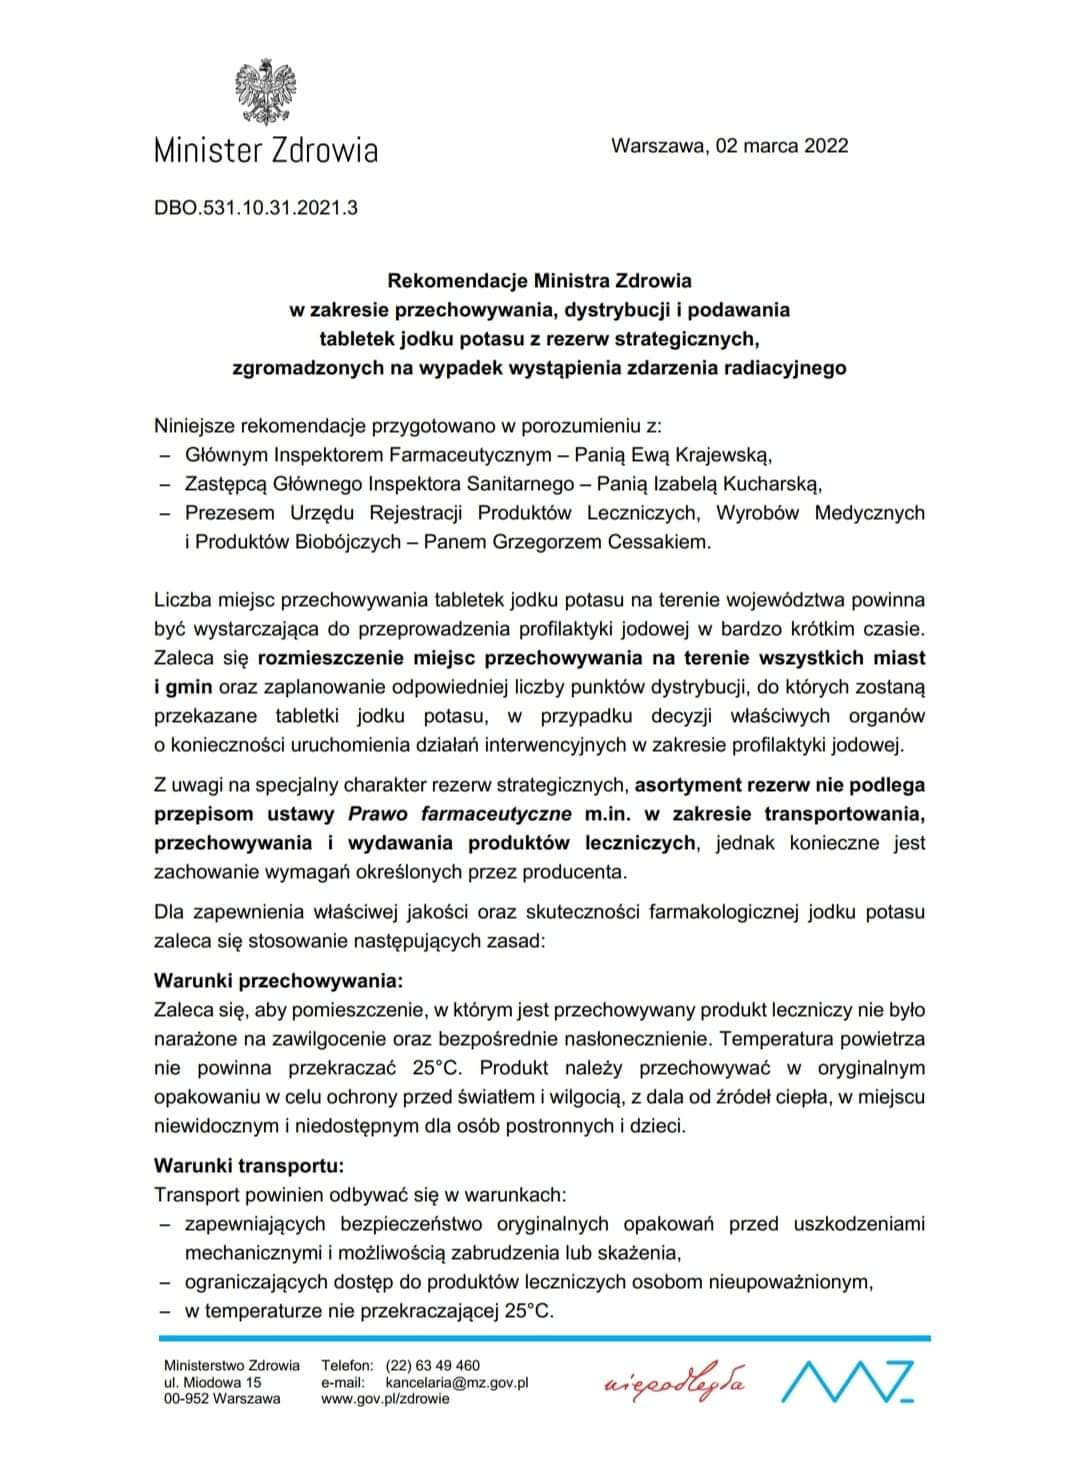 Minister Zdrowia
Warszawa, 02 marca 2022
DBO.531.10.31.2021.3
Rekomendacje Ministra Zdrowia
w zakresie przechowywania, dystrybucji i podawania
tabletek jodku potasu z rezerw strategicznych,
zgromadzonych na wypadek wystąpienia zdarzenia radiacyjnego
Niniejsze rekomendacje przygotowano w porozumieniu z:
– Głównym Inspektorem Farmaceutycznym – Panią Ewą Krajewską,
– Zastępcą Głównego Inspektora Sanitarnego – Panią Izabelą Kucharską,
– Prezesem Urzędu Rejestracji Produktów Leczniczych, Wyrobów Medycznych
i Produktów Biobójczych – Panem Grzegorzem Cessakiem.
Liczba miejsc przechowywania tabletek jodku potasu na terenie województwa powinna
być wystarczająca do przeprowadzenia profilaktyki jodowej w bardzo krótkim czasie.
Zaleca się rozmieszczenie miejsc przechowywania na terenie wszystkich miast
i gmin oraz zaplanowanie odpowiedniej liczby punktów dystrybucji, do których zostaną
przekazane tabletki jodku potasu, w przypadku decyzji właściwych organów
o konieczności uruchomienia działań interwencyjnych w zakresie profilaktyki jodowej.
Z uwagi na specjalny charakter rezerw strategicznych, asortyment rezerw nie podlega
przepisom ustawy Prawo farmaceutyczne m.in. w zakresie transportowania,
przechowywania i wydawania produktów leczniczych, jednak konieczne jest
zachowanie wymagań określonych przez producenta.
Dla zapewnienia właściwej jakości oraz skuteczności farmakologicznej jodku potasu
zaleca się stosowanie następujących zasad:
Warunki przechowywania:
Zaleca się, aby pomieszczenie, w którym jest przechowywany produkt leczniczy nie było
narażone na zawilgocenie oraz bezpośrednie nasłonecznienie. Temperatura powietrza
nie powinna przekraczać 25°C. Produkt należy przechowywać w oryginalnym
opakowaniu w celu ochrony przed światłem i wilgocią, z dala od źródeł ciepła, w miejscu
niewidocznym i niedostępnym dla osób postronnych i dzieci.
Warunki transportu:
Transport powinien odbywać się w warunkach:
– zapewniających bezpieczeństwo oryginalnych opakowań przed uszkodzeniami
mechanicznymi i możliwością zabrudzenia lub skażenia,
– ograniczających dostęp do produktów leczniczych osobom nieupoważnionym,
– w temperaturze nie przekraczającej 25°C.
Ministerstwo Zdrowia
ul. Miodowa 15
00-952 Warszawa
Telefon: (22) 63 49 460
e-mail: kancelaria@mz.gov.pl
www.gov.pl/zdrowie
niepodległa
MZ